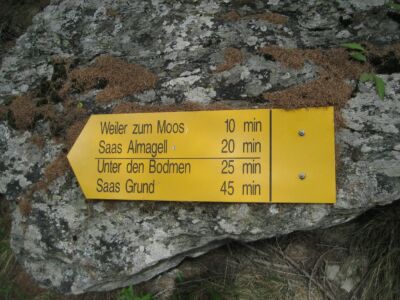 Weiler zum Moos 10 min
Saas Almagell 20 min
Unter den Bodmen 25 min
Saas Grund 45 min